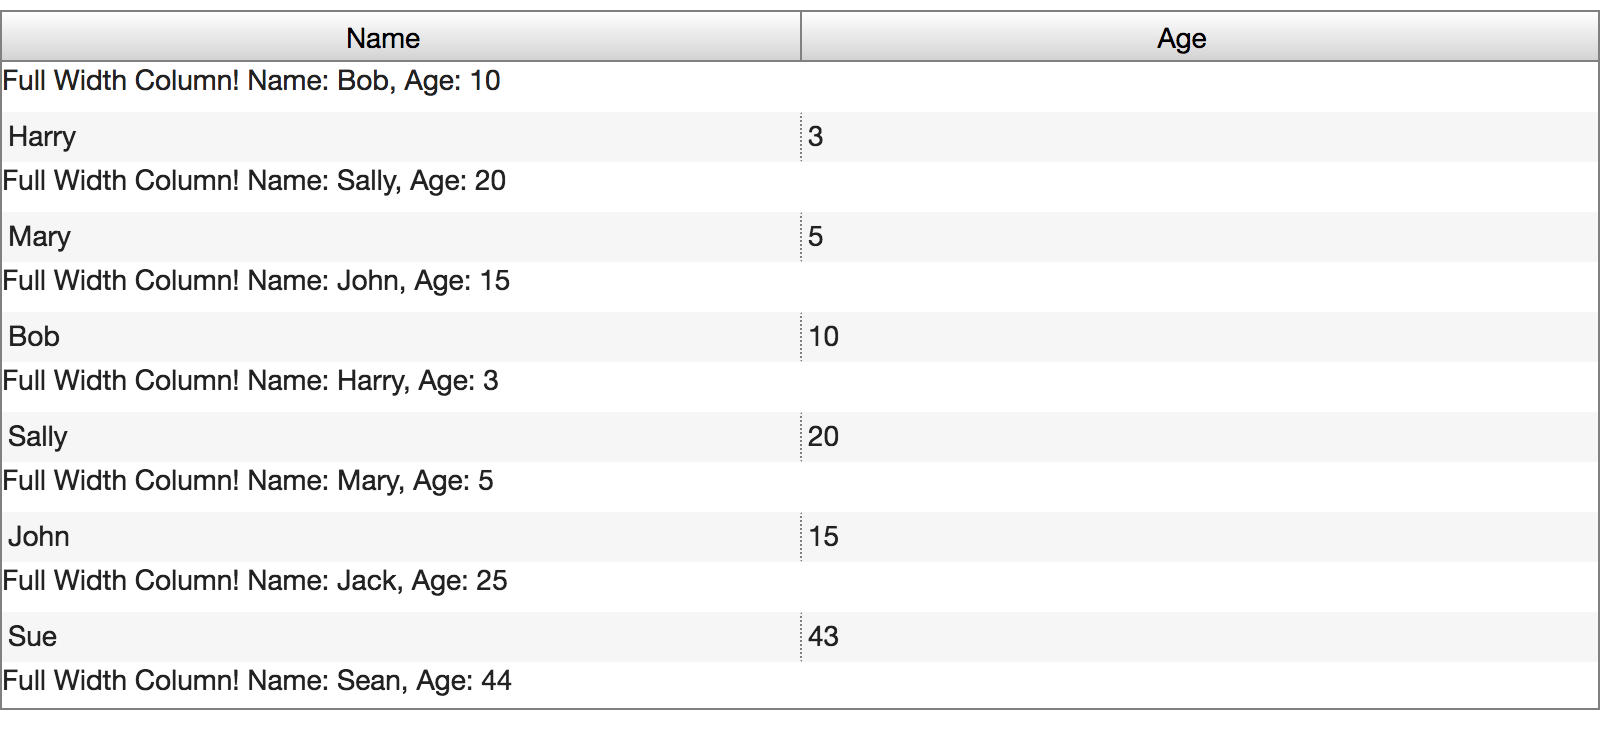 Name Age
Full Width Column! Name: Bob, Age: 10
Harry 3
Full Width Column! Name: Sally, Age: 20
Mary 5
Full Width Column! Name: John, Age: 15
Bob 10
Full Width Column! Name: Harry, Age: 3
Sally 20
Full Width Column! Name: Mary, Age: 5
John 15
Full Width Column! Name: Jack, Age: 25
Sue 43
Full Width Column! Name: Sean, Age: 44